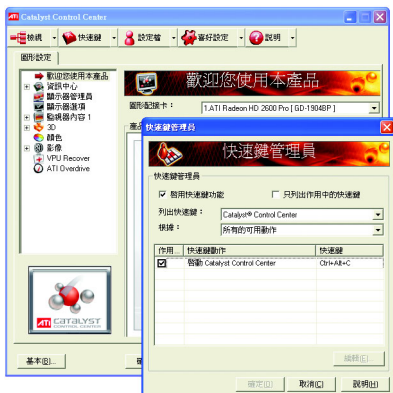 ATI Catalyst Control Center
檢視
快速鍵
設定檔
喜好設定
說明
圖形設定
歡迎您使用本產品
資訊中心
顯示器管理員
顯示器選項
監視器內容 1
3D
顏色
影像
VPU Recover
ATI Overdrive
歡迎您使用本產品
圖形配接卡：
1.ATI Radeon HD 2600 Pro [ GD-1904BP ]
ATI CATALYST
CONTROL CENTER
基本(B)...
快速鍵管理員
快速鍵管理員
快速鍵管理員
啓用快速鍵功能
只列出作用中的快速鍵
列出快速鍵：
Catalyst® Control Center
根據：
所有的可用動作
作用...
快速鍵動作
快速鍵
啓動 Catalyst Control Center
Ctrl+Alt+C
編輯(E)...
確定(O)
取消(C)
說明(H)